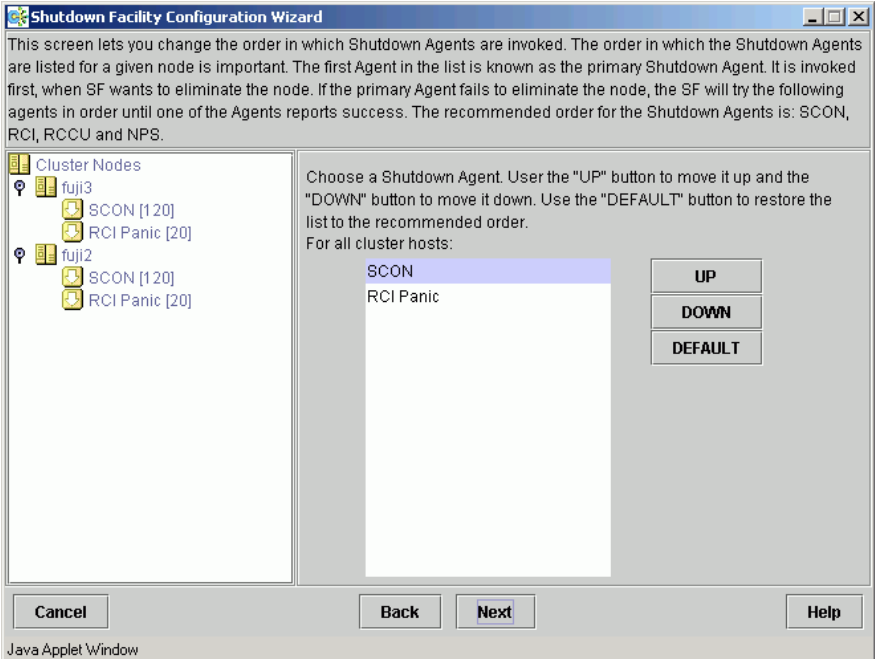 Shutdown Facility Configuration Wizard
This screen lets you change the order in which Shutdown Agents are invoked. The order in which the Shutdown Agents
are listed for a given node is important. The first Agent in the list is known as the primary Shutdown Agent. It is invoked
first, when SF wants to eliminate the node. If the primary Agent fails to eliminate the node, the SF will try the following
agents in order until one of the Agents reports success. The recommended order for the Shutdown Agents is: SCON,
RCI, RCCU and NPS.
Cluster Nodes
fuji3
SCON [120]
RCI Panic [20]
fuji2
SCON [120]
RCI Panic [20]
Choose a Shutdown Agent. User the "UP" button to move it up and the
"DOWN" button to move it down. Use the "DEFAULT" button to restore the
list to the recommended order.
For all cluster hosts:
SCON
RCI Panic
UP
DOWN
DEFAULT
Cancel
Back
Next
Help
Java Applet Window